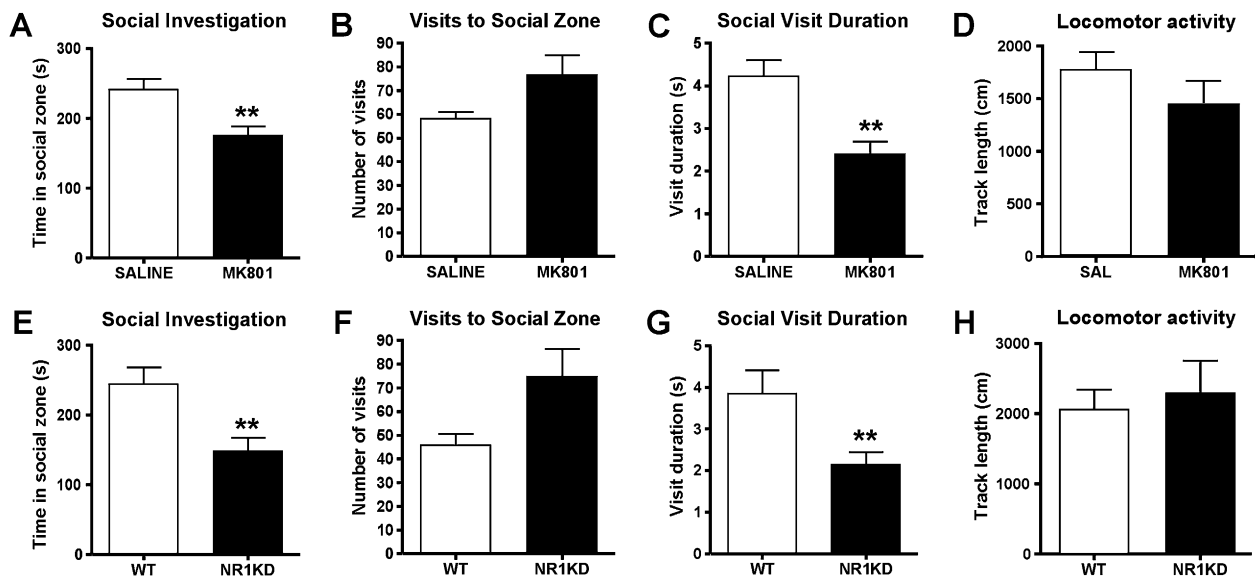 A
Social Investigation
Time in social zone (s)
300
200
100
0
**
SALINE MK801
B
Visits to Social Zone
Number of visits
90
80
70
60
50
40
30
20
10
0
SALINE MK801
C
Social Visit Duration
Visit duration (s)
5
4
3
2
1
0
**
SALINE MK801
D
Locomotor activity
Track length (cm)
2000
1500
1000
500
0
SAL MK801
E
Social Investigation
Time in social zone (s)
300
200
100
0
**
WT NR1KD
F
Visits to Social Zone
Number of visits
90
80
70
60
50
40
30
20
10
0
WT NR1KD
G
Social Visit Duration
Visit duration (s)
5
4
3
2
1
0
**
WT NR1KD
H
Locomotor activity
Track length (cm)
3000
2000
1000
0
WT NR1KD